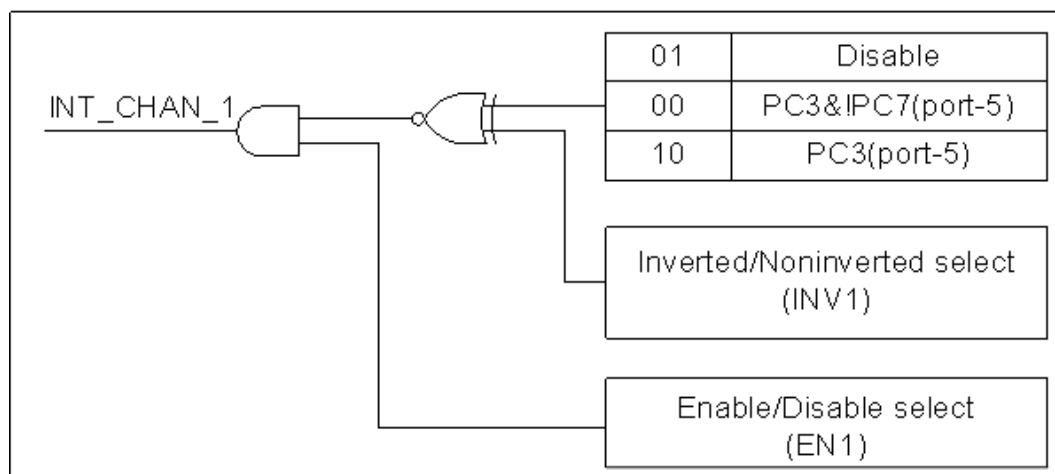 INT_CHAN_1
01 Disable
00 PC3&!PC7(port-5)
10 PC3(port-5)
Inverted/Noninverted select
(INV1)
Enable/Disable select
(EN1)